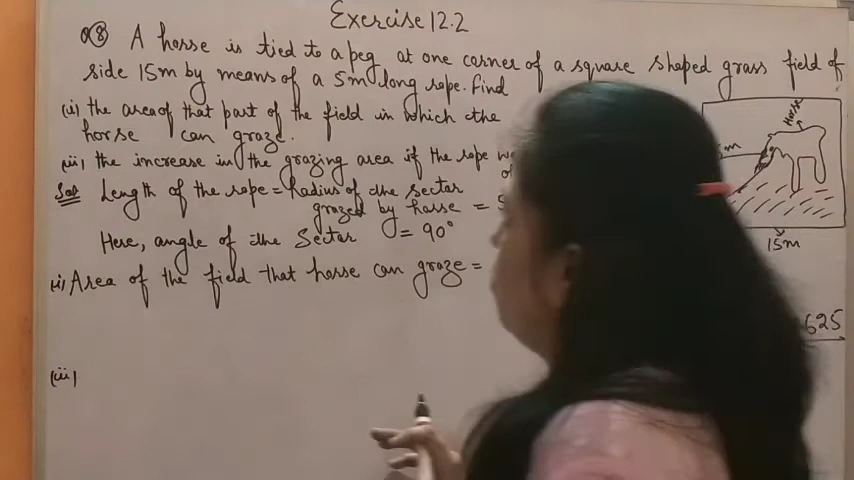 Exercise 12.2
Q8 A horse is tied to a peg at one corner of a square shaped grass field of
side 15m by means of a 5m long rope. Find
(i) the area of that part of the field in which the
horse can graze.
(ii) the increase in the grazing area if the rope
Sol Length of the rope = Radius of the sector
grazed by horse =
Here, angle of the Sector = 90°
(i) Area of the field that horse can graze =
(iii)
Horse
m
15m
625